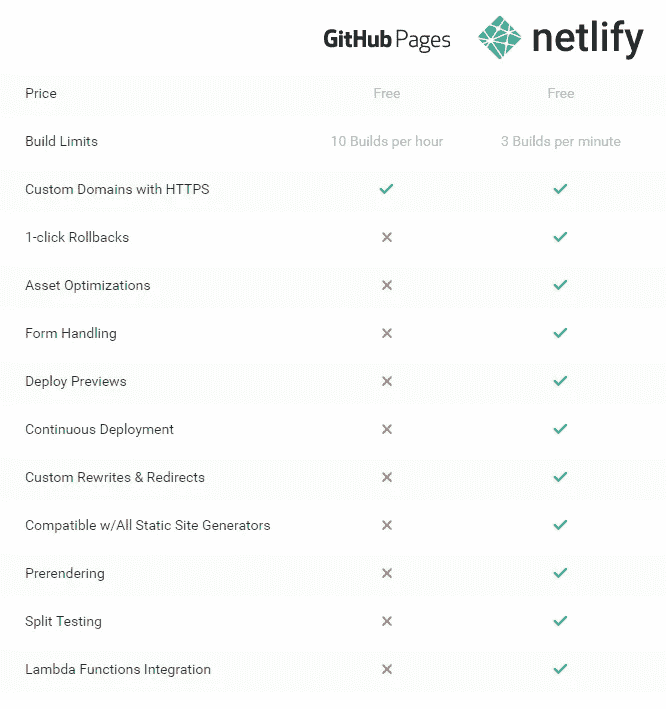 GitHub Pages netlify
Price Free Free
Build Limits 10 Builds per hour 3 Builds per minute
Custom Domains with HTTPS
1-click Rollbacks
Asset Optimizations
Form Handling
Deploy Previews
Continuous Deployment
Custom Rewrites & Redirects
Compatible w/All Static Site Generators
Prerendering
Split Testing
Lambda Functions Integration